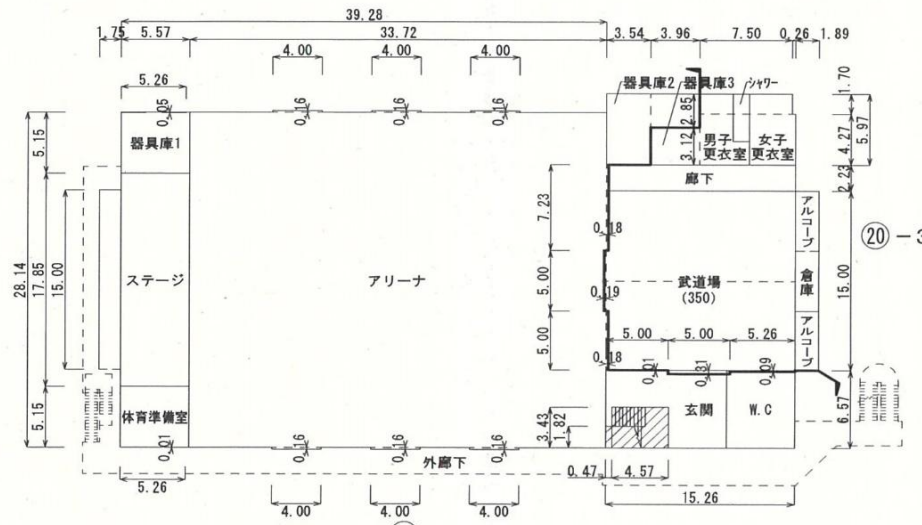 39.28
1.75 5.57 33.72 3.54 3.96 7.50 0.26 1.89
4.00 4.00 4.00
5.26
器具庫2 器具庫3 シャワー
1.70
0.05 0.16 0.16 0.16
2.85
5.15 器具庫1
3.12 男子更衣室 女子更衣室 4.27 5.97
廊下 2.23
7.23
0.18
アルコーブ
⑳-3
28.14 17.85 15.00 ステージ アリーナ 5.00 0.19 武道場 倉庫 15.00
(350)
5.00 5.00 5.00 5.26 アルコーブ
0.18 0.01 0.31 0.09
5.15 体育準備室 3.43 1.82 玄関 W.C 6.57
0.01 0.16 0.16 0.16
外廊下
5.26 0.47 4.57
4.00 4.00 4.00 15.26